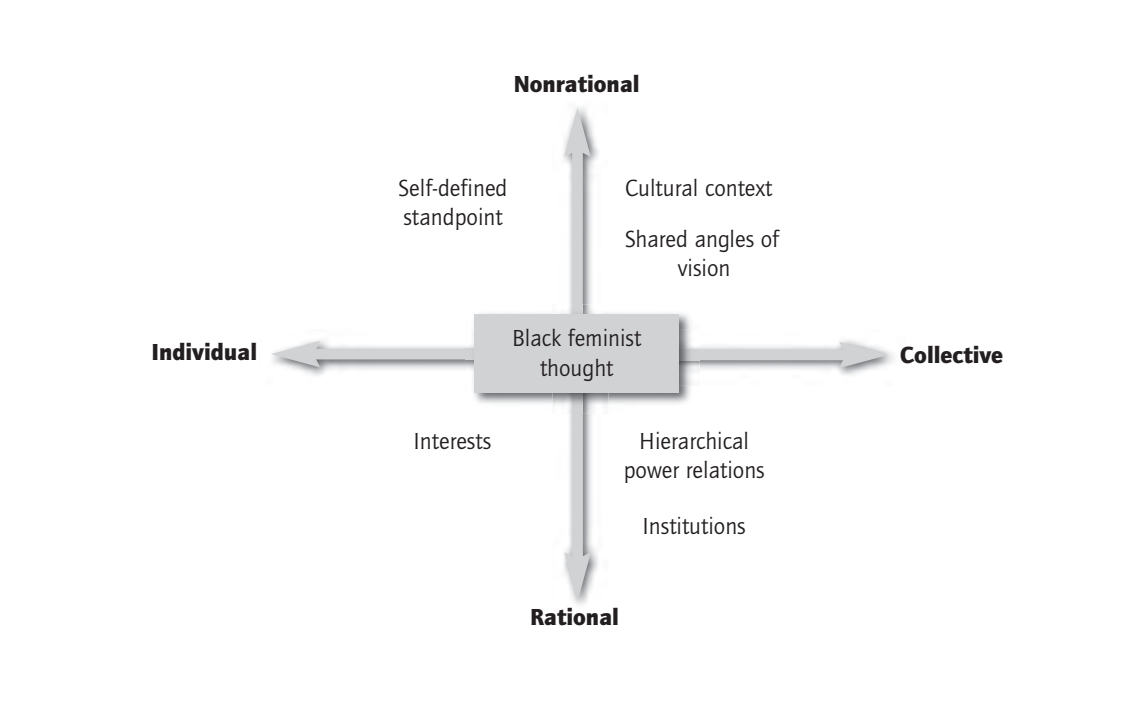 Nonrational
Self-defined
standpoint
Cultural context
Shared angles of
vision
Black feminist
thought
Individual
Collective
Interests
Hierarchical
power relations
Institutions
Rational